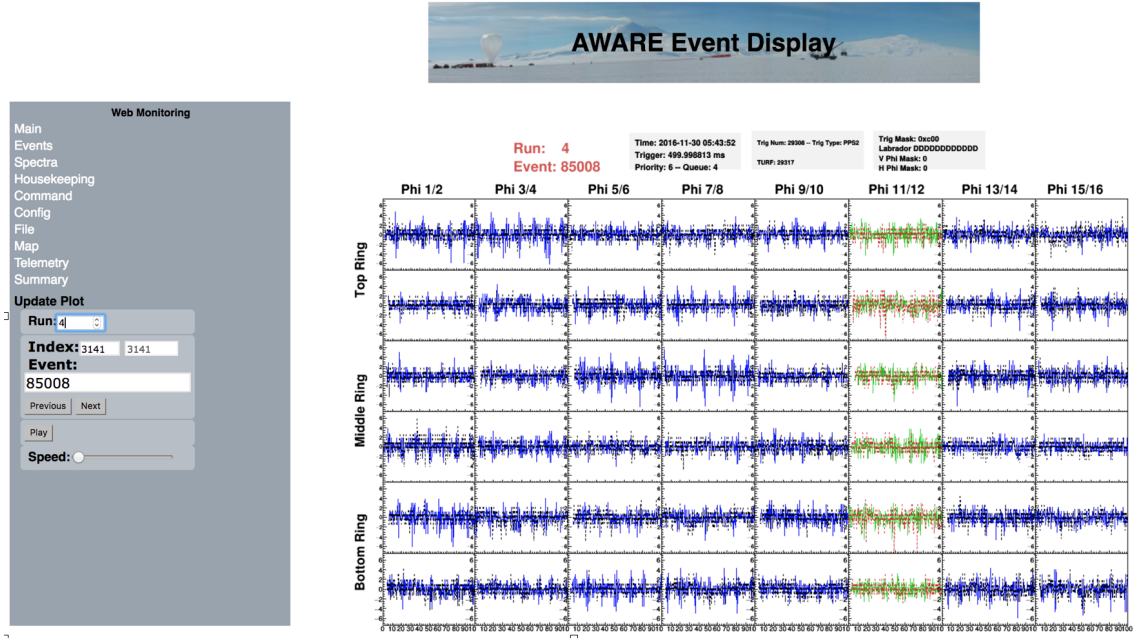 AWARE Event Display
Web Monitoring
Main
Events
Spectra
Housekeeping
Command
Config
File
Map
Telemetry
Summary
Update Plot
Run: 4
Index: 3141 3141
Event:
85008
Previous Next
Play
Speed:
Run: 4
Event: 85008
Time: 2016-11-30 05:43:52
Trigger: 499.998813 ms
Priority: 6 -- Queue: 4
Trig Num: 29308 -- Trig Type: PPS2
TURF: 29317
Trig Mask: 0xc00
Labrador DDDDDDDDDDDD
V Phi Mask: 0
H Phi Mask: 0
Phi 1/2 Phi 3/4 Phi 5/6 Phi 7/8 Phi 9/10 Phi 11/12 Phi 13/14 Phi 15/16
Top Ring
Middle Ring
Bottom Ring